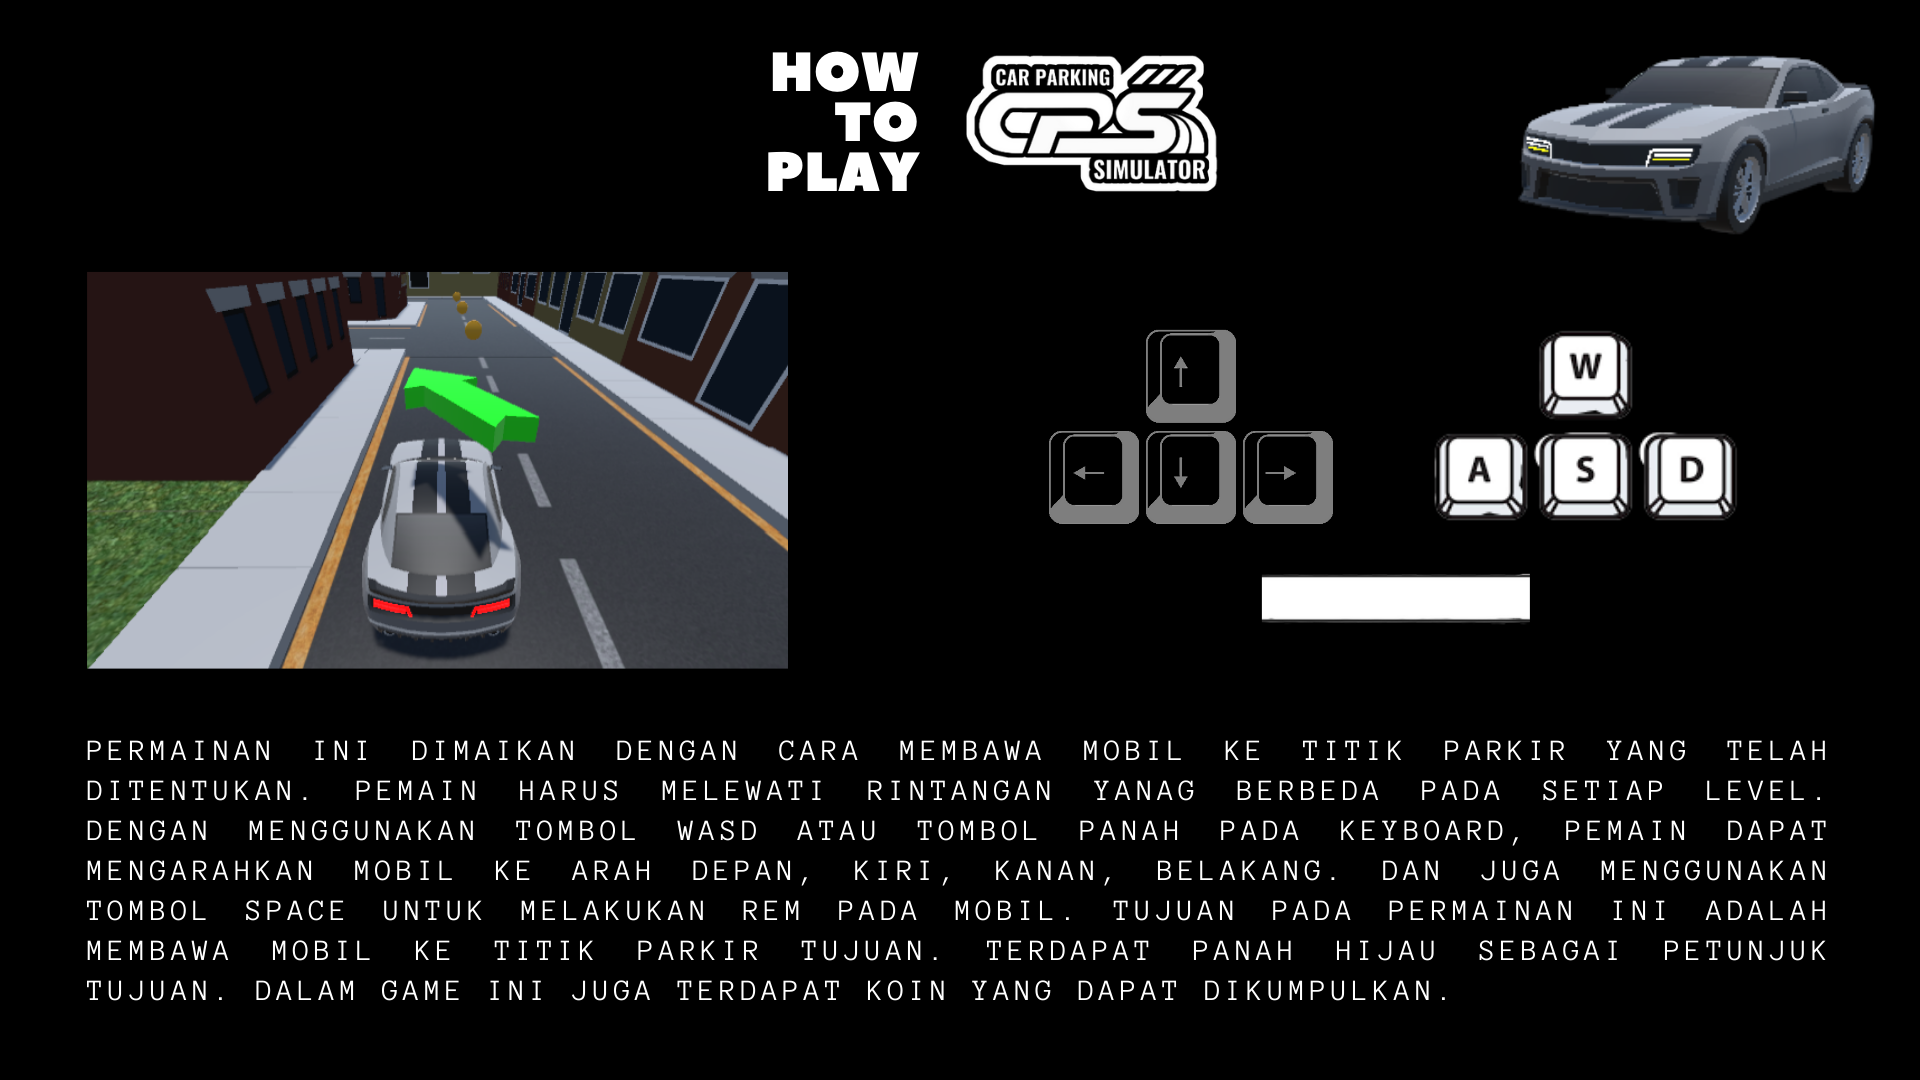 HOW
TO
PLAY
CAR PARKING
CPS
SIMULATOR
W
A S D
PERMAINAN INI DIMAIKAN DENGAN CARA MEMBAWA MOBIL KE TITIK PARKIR YANG TELAH
DITENTUKAN. PEMAIN HARUS MELEWATI RINTANGAN YANAG BERBEDA PADA SETIAP LEVEL.
DENGAN MENGGUNAKAN TOMBOL WASD ATAU TOMBOL PANAH PADA KEYBOARD, PEMAIN DAPAT
MENGARAHKAN MOBIL KE ARAH DEPAN, KIRI, KANAN, BELAKANG. DAN JUGA MENGGUNAKAN
TOMBOL SPACE UNTUK MELAKUKAN REM PADA MOBIL. TUJUAN PADA PERMAINAN INI ADALAH
MEMBAWA MOBIL KE TITIK PARKIR TUJUAN. TERDAPAT PANAH HIJAU SEBAGAI PETUNJUK
TUJUAN. DALAM GAME INI JUGA TERDAPAT KOIN YANG DAPAT DIKUMPULKAN.